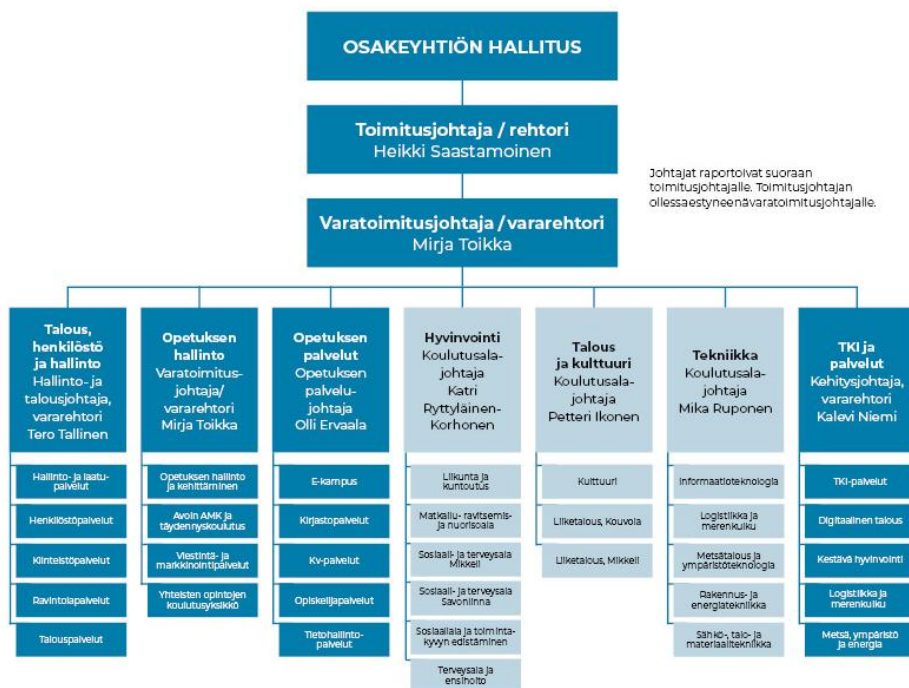 OSAKEYHTIÖN HALLITUS
Toimitusjohtaja / rehtori
Heikki Saastamoinen
Johtajat raportoivat suoraan
toimitusjohtajalle. Toimitusjohtajan
ollessaestyneenävaratoimitusjohtajalle.
Varatoimitusjohtaja / vararehtori
Mirja Toikka
Talous,
henkilöstö
ja hallinto
Hallinto- ja
talousjohtaja,
vararehtori
Tero Tallinen
Hallinto- ja laatu-
palvelut
Henkilöstöpalvelut
Kiinteistöpalvelut
Ravintolapalvelut
Talouspalvelut
Opetuksen
hallinto
Varatoimitus-
johtaja/
vararehtori
Mirja Toikka
Opetuksen hallinto
ja kehittäminen
Avoin AMK ja
täydennyskoulutus
Viestintä- ja
markkinointipalvelut
Yhteisten opintojen
koulutusyksikkö
Opetuksen
palvelut
Opetuksen
palvelu-
johtaja
Olli Ervaala
E-kampus
Kirjastopalvelut
Kv-palvelut
Opiskelijapalvelut
Tietohallinto-
palvelut
Hyvinvointi
Koulutusala-
johtaja
Katri
Ryttyläinen-
Korhonen
Liikunta ja
kuntoutus
Matkailu- ravitsemis-
ja nuorisoala
Sosiaali- ja terveysala
Mikkeli
Sosiaali- ja terveysala
Savonlinna
Sosiaaliala ja toiminta-
kyvyn edistäminen
Terveysala ja
ensihoito
Talous
ja kulttuuri
Koulutusala-
johtaja
Petteri Ikonen
Kulttuuri
Liiketalous, Kouvola
Liiketalous, Mikkeli
Tekniikka
Koulutusala-
johtaja
Mika Ruponen
Informaatioteknologia
Logistiikka ja
merenkulku
Metsätalous ja
ympäristöteknologia
Rakennus- ja
energiatekniikka
Sähkö-, talo- ja
materiaalitekniikka
TKI ja
palvelut
Kehitysjohtaja,
vararehtori
Kalevi Niemi
TKI-palvelut
Digitaalinen talous
Kestävä hyvinvointi
Logistiikka ja
merenkulku
Metsä, ympäristö
ja energia